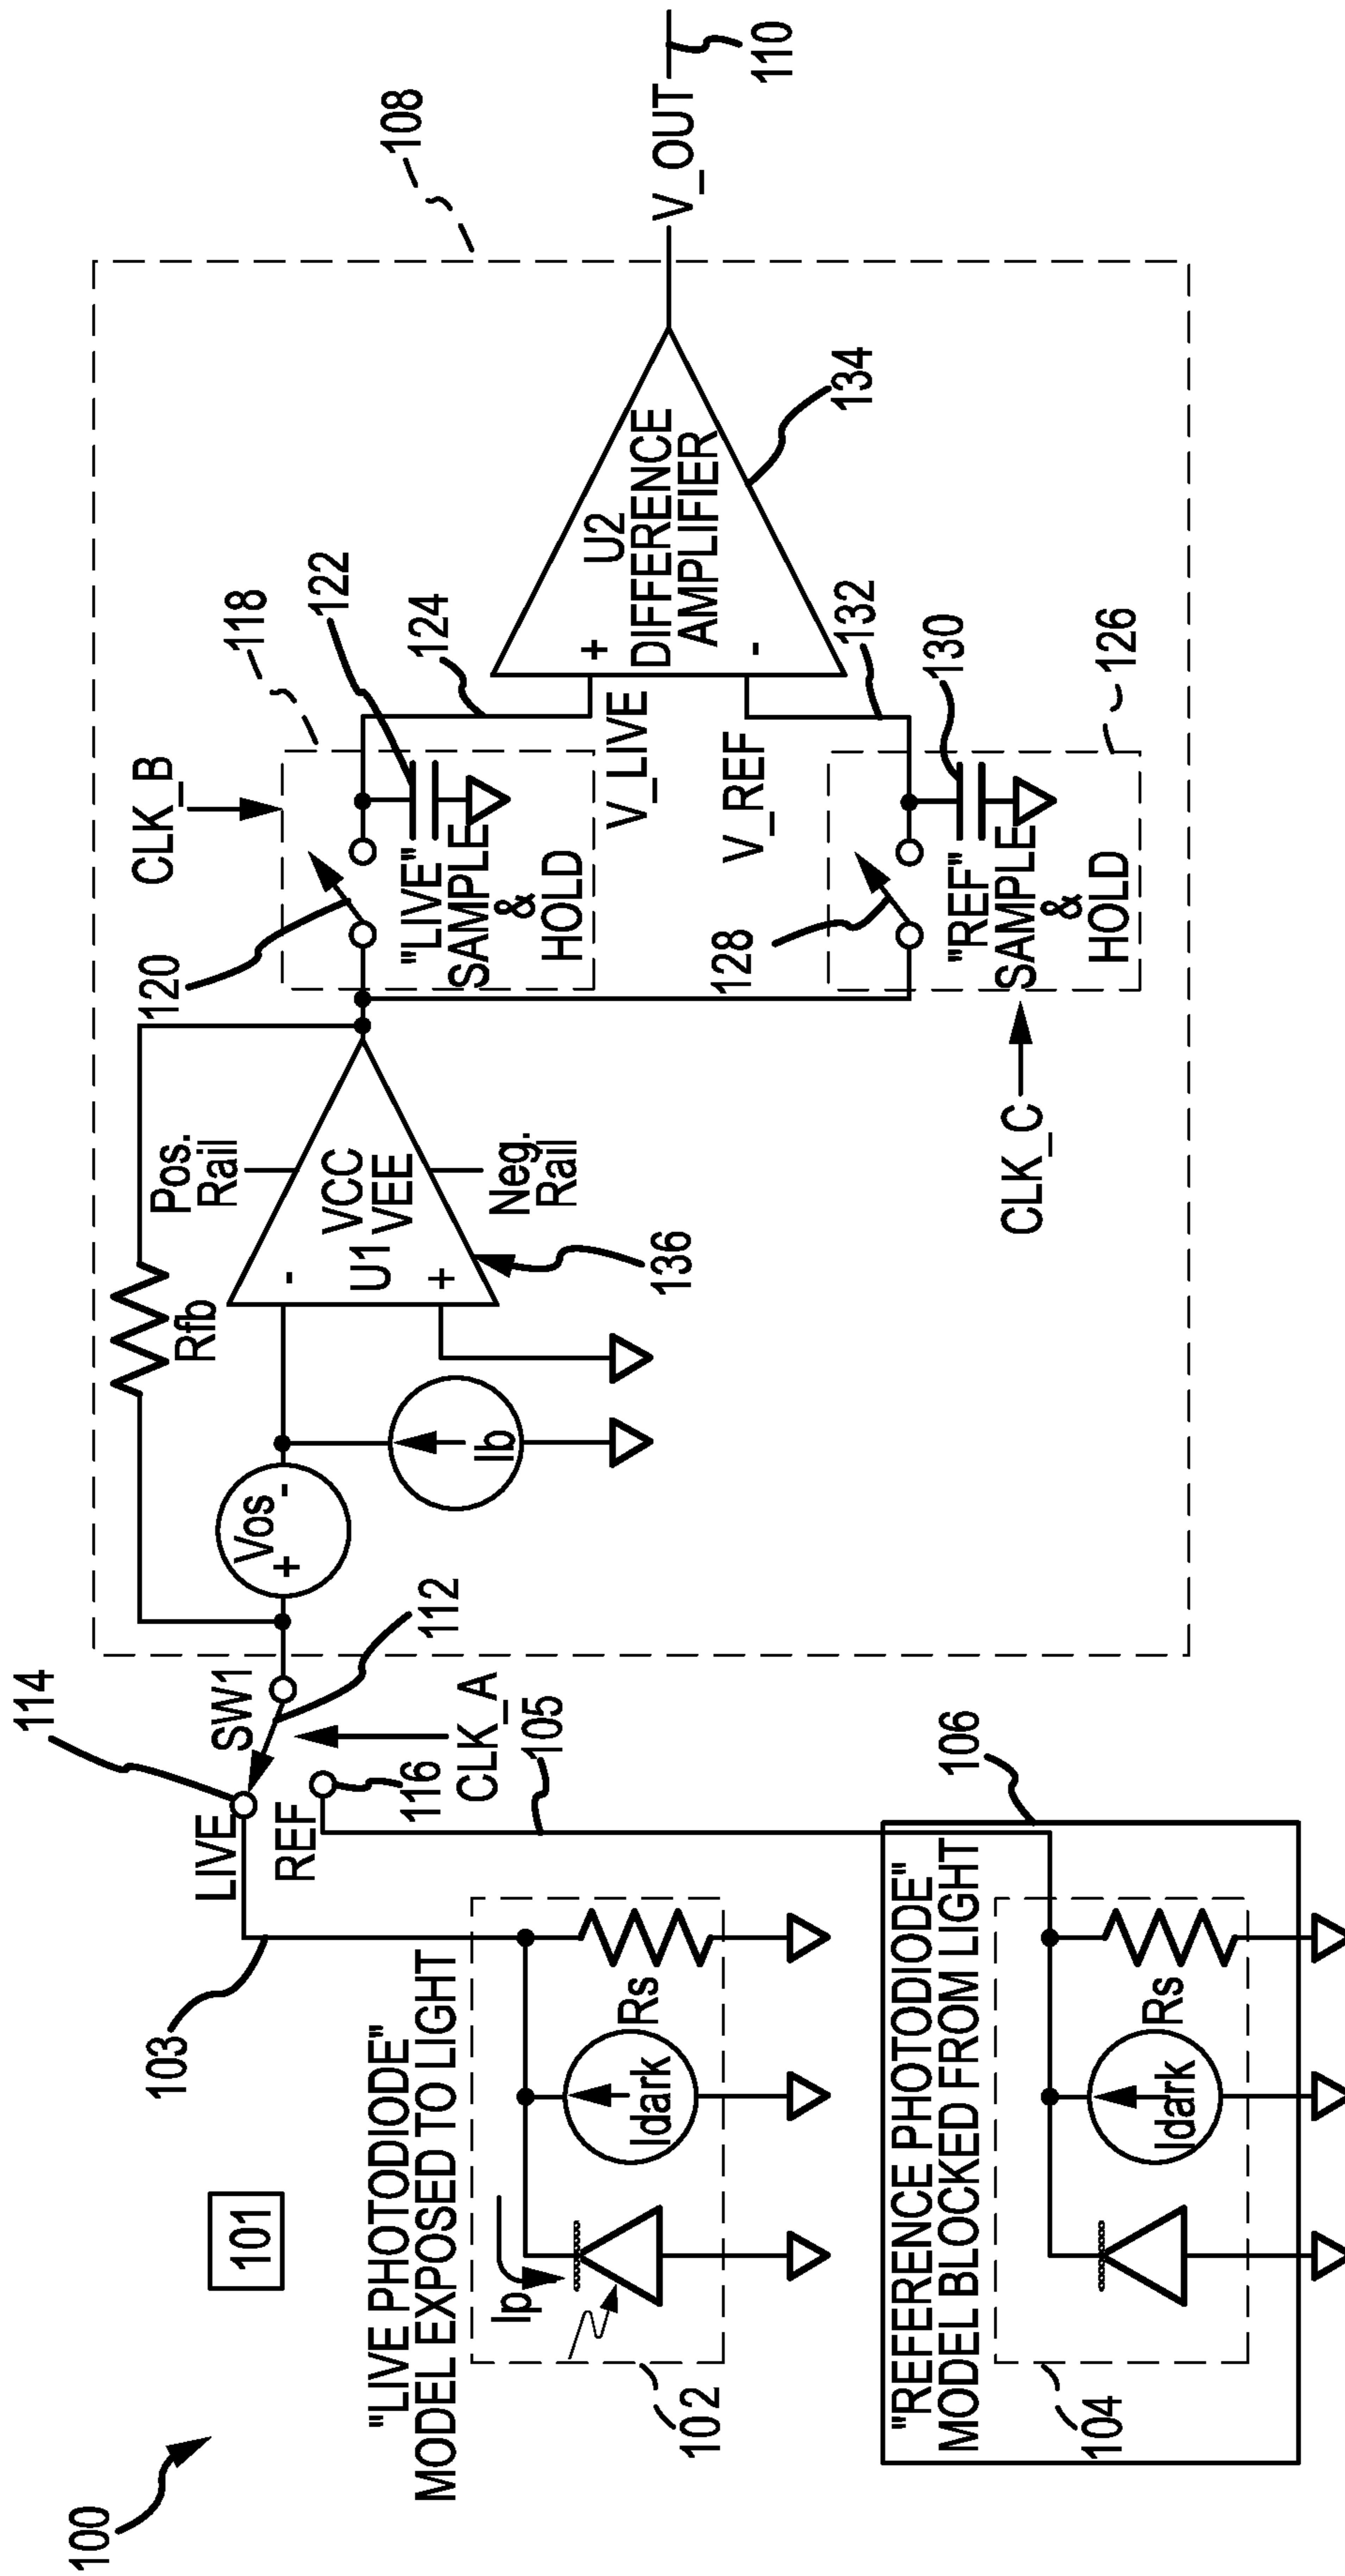 100
101
"LIVE PHOTODIODE"
MODEL EXPOSED TO LIGHT
Ip
Idark
Rs
102
103
"REFERENCE PHOTODIODE"
MODEL BLOCKED FROM LIGHT
Idark
Rs
104
105
106
114
LIVE
REF
SW1
112
116
CLK_A
Vos
+
-
Ib
Rfb
Pos.
Rail
-
+
U1
VCC
VEE
Neg.
Rail
136
120
CLK_B
118
122
"LIVE"
SAMPLE
&
HOLD
124
V_LIVE
CLK_C
128
"REF"
SAMPLE
&
HOLD
130
126
132
V_REF
+
-
U2
DIFFERENCE
AMPLIFIER
134
108
V_OUT
110